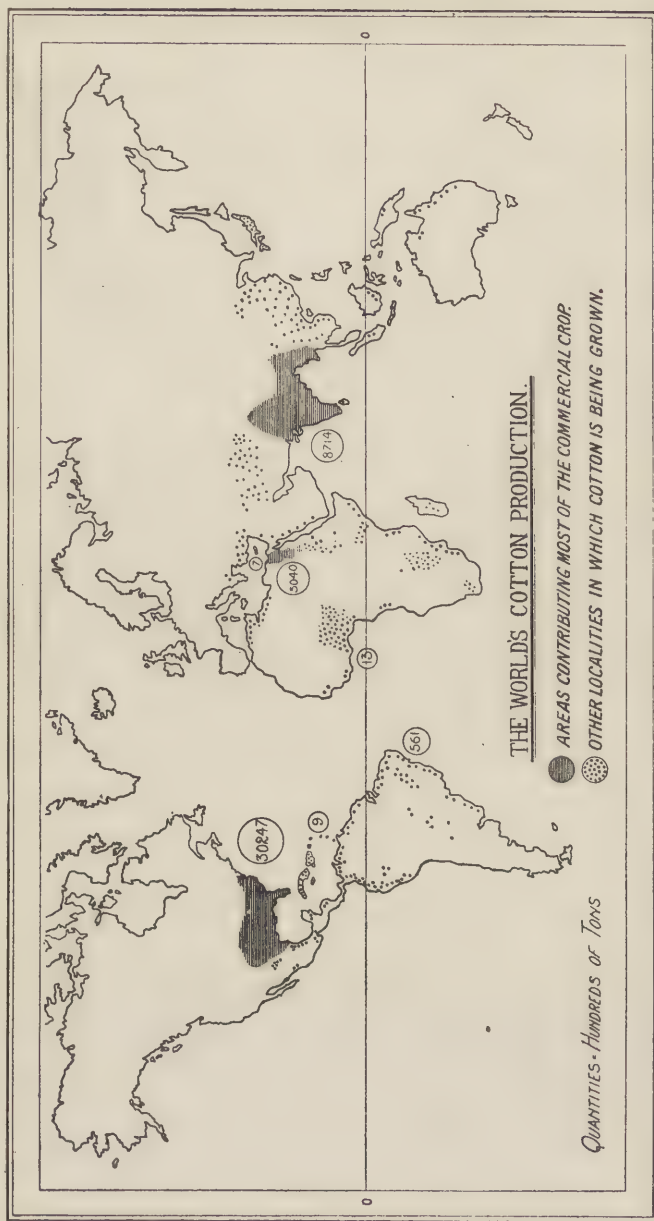 THE WORLD'S COTTON PRODUCTION.
AREAS CONTRIBUTING MOST OF THE COMMERCIAL CROP.
OTHER LOCALITIES IN WHICH COTTON IS BEING GROWN.
QUANTITIES - HUNDREDS OF TONS
30247
9
561
13
5040
7
8714
0
0